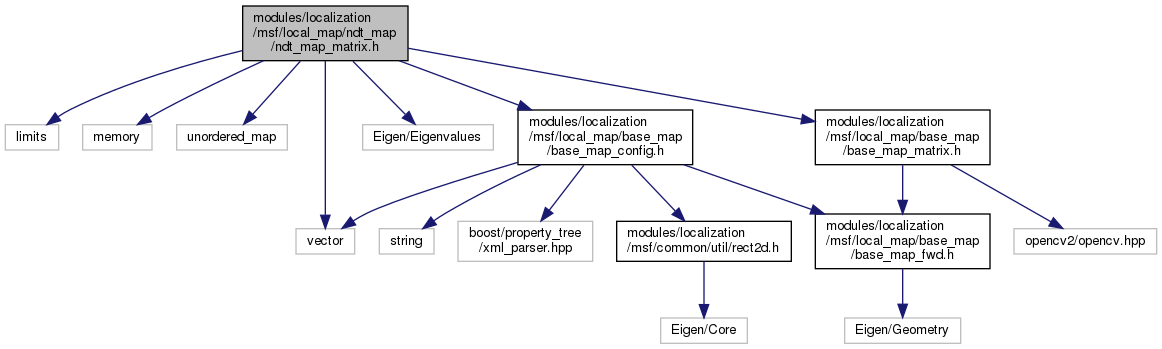 modules/localization
/msf/local_map/ndt_map
/ndt_map_matrix.h
limits
memory
unordered_map
Eigen/Eigenvalues
modules/localization
/msf/local_map/base_map
/base_map_config.h
modules/localization
/msf/local_map/base_map
/base_map_matrix.h
vector
string
boost/property_tree
/xml_parser.hpp
modules/localization
/msf/common/util/rect2d.h
modules/localization
/msf/local_map/base_map
/base_map_fwd.h
opencv2/opencv.hpp
Eigen/Core
Eigen/Geometry